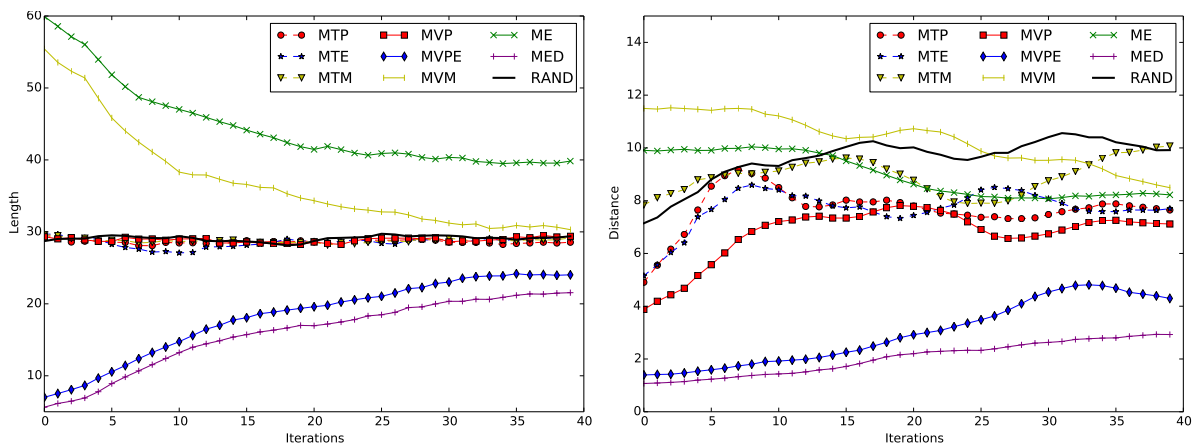 60
50
40
30
20
10
Length
0 5 10 15 20 25 30 35 40
Iterations
MTP MVP ME
MTE MVPE MED
MTM MVM RAND
14
12
10
8
6
4
2
0
Distance
0 5 10 15 20 25 30 35 40
Iterations
MTP MVP ME
MTE MVPE MED
MTM MVM RAND